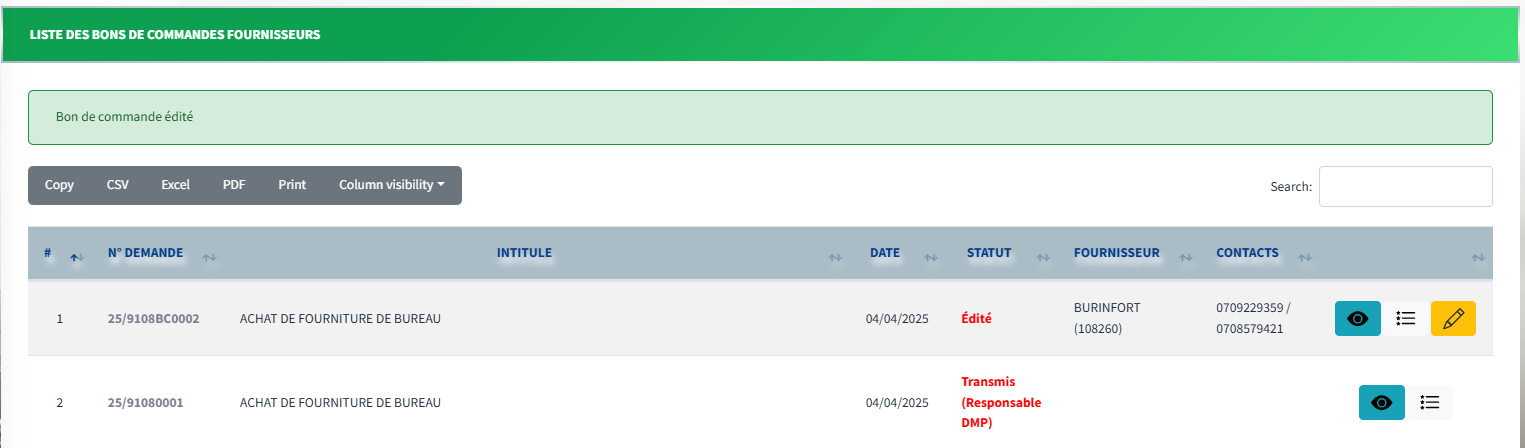 LISTE DES BONS DE COMMANDES FOURNISSEURS
Bon de commande édité
Copy CSV Excel PDF Print Column visibility
Search:
# N° DEMANDE INTITULE DATE STATUT FOURNISSEUR CONTACTS
1 25/9108BC0002 ACHAT DE FOURNITURE DE BUREAU 04/04/2025 Édité BURINFORT (108260) 0709229359 / 0708579421
2 25/91080001 ACHAT DE FOURNITURE DE BUREAU 04/04/2025 Transmis (Responsable DMP)